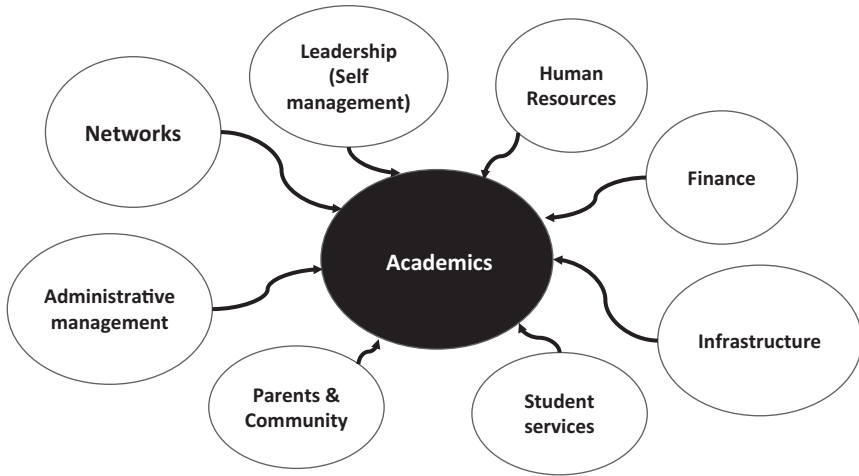 Leadership
(Self
management)
Human
Resources
Networks
Finance
Academics
Administrative
management
Infrastructure
Parents &
Community
Student
services